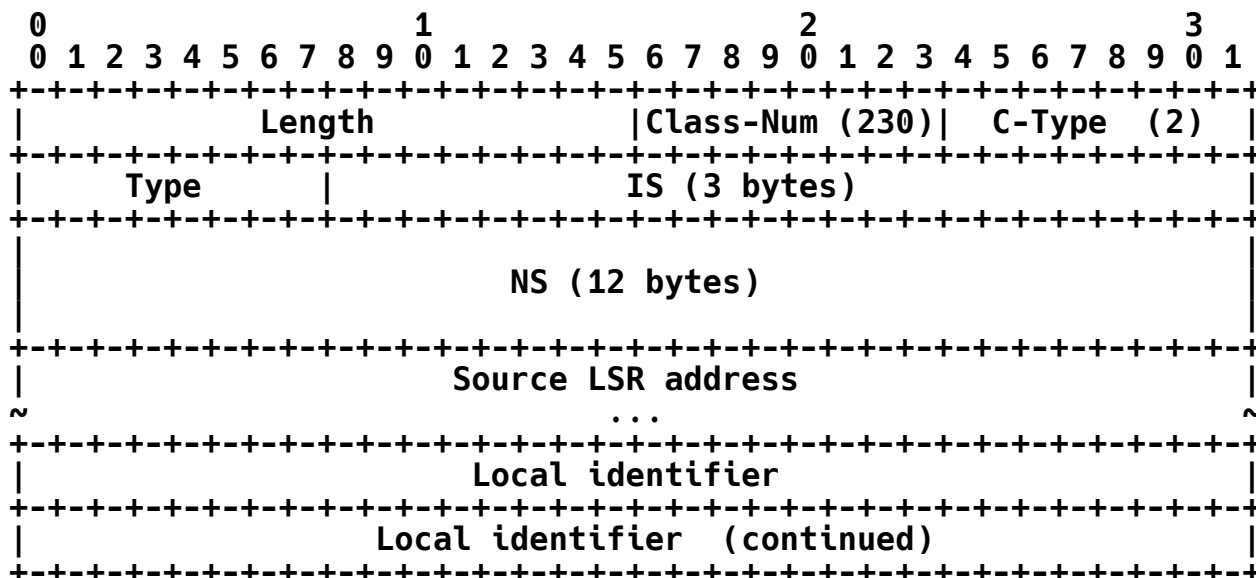 0                   1                   2                   3
 0 1 2 3 4 5 6 7 8 9 0 1 2 3 4 5 6 7 8 9 0 1 2 3 4 5 6 7 8 9 0 1
+-+-+-+-+-+-+-+-+-+-+-+-+-+-+-+-+-+-+-+-+-+-+-+-+-+-+-+-+-+-+-+-+
|            Length             |Class-Num (230)|  C-Type  (2)  |
+-+-+-+-+-+-+-+-+-+-+-+-+-+-+-+-+-+-+-+-+-+-+-+-+-+-+-+-+-+-+-+-+
|     Type      |               IS (3 bytes)                    |
+-+-+-+-+-+-+-+-+-+-+-+-+-+-+-+-+-+-+-+-+-+-+-+-+-+-+-+-+-+-+-+-+
|                                                               |
|                         NS (12 bytes)                         |
|                                                               |
+-+-+-+-+-+-+-+-+-+-+-+-+-+-+-+-+-+-+-+-+-+-+-+-+-+-+-+-+-+-+-+-+
|                      Source LSR address                       |
~                              ...                              ~
+-+-+-+-+-+-+-+-+-+-+-+-+-+-+-+-+-+-+-+-+-+-+-+-+-+-+-+-+-+-+-+-+
|                       Local identifier                        |
+-+-+-+-+-+-+-+-+-+-+-+-+-+-+-+-+-+-+-+-+-+-+-+-+-+-+-+-+-+-+-+-+
|                  Local identifier  (continued)                |
+-+-+-+-+-+-+-+-+-+-+-+-+-+-+-+-+-+-+-+-+-+-+-+-+-+-+-+-+-+-+-+-+